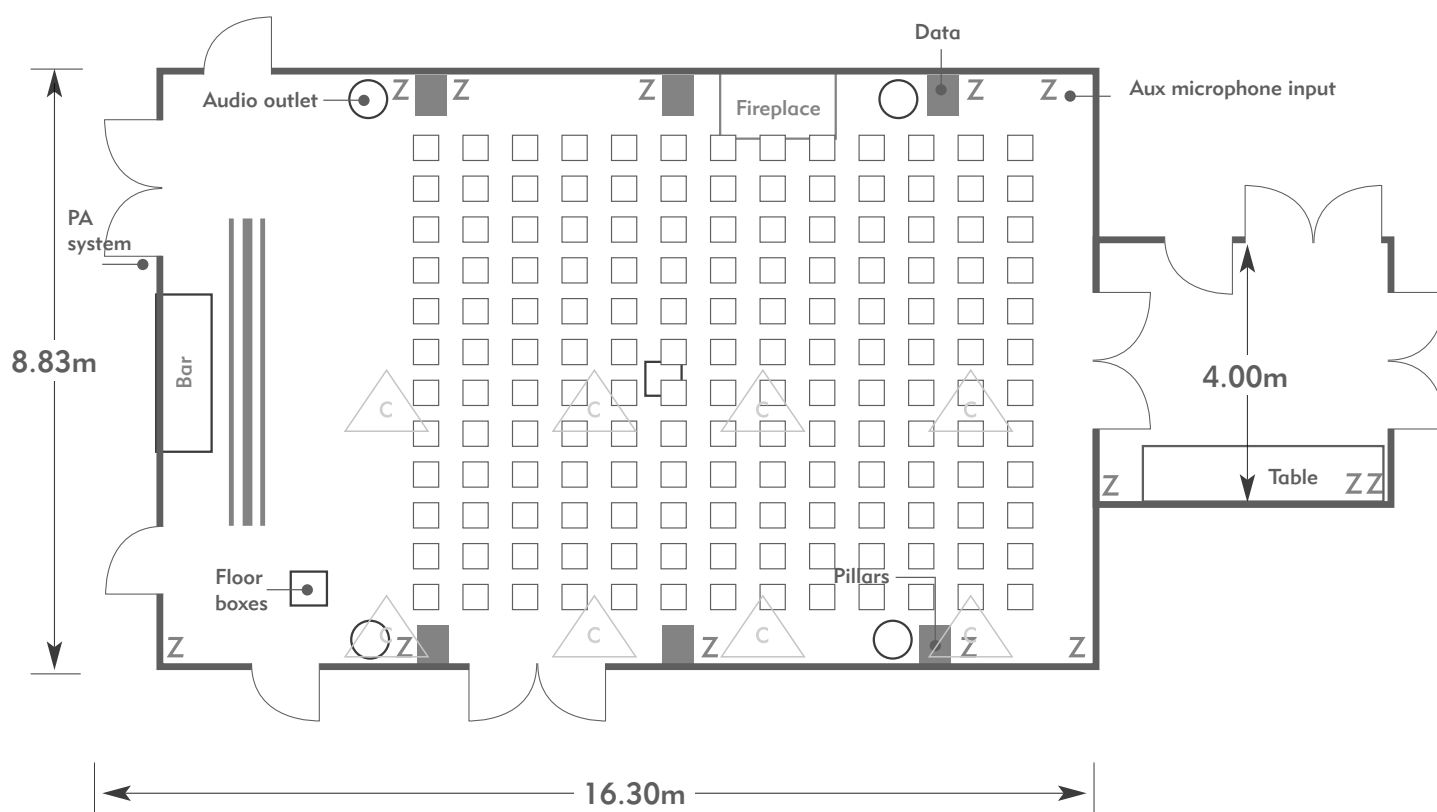 Data
Audio outlet
Z
Z
Z
Fireplace
Z
Z
Aux microphone input
PA
system
8.83m
Bar
4.00m
C
C
C
C
Table
Z
ZZ
Floor
boxes
Pillars
C
C
C
C
Z
Z
Z
Z
Z
16.30m